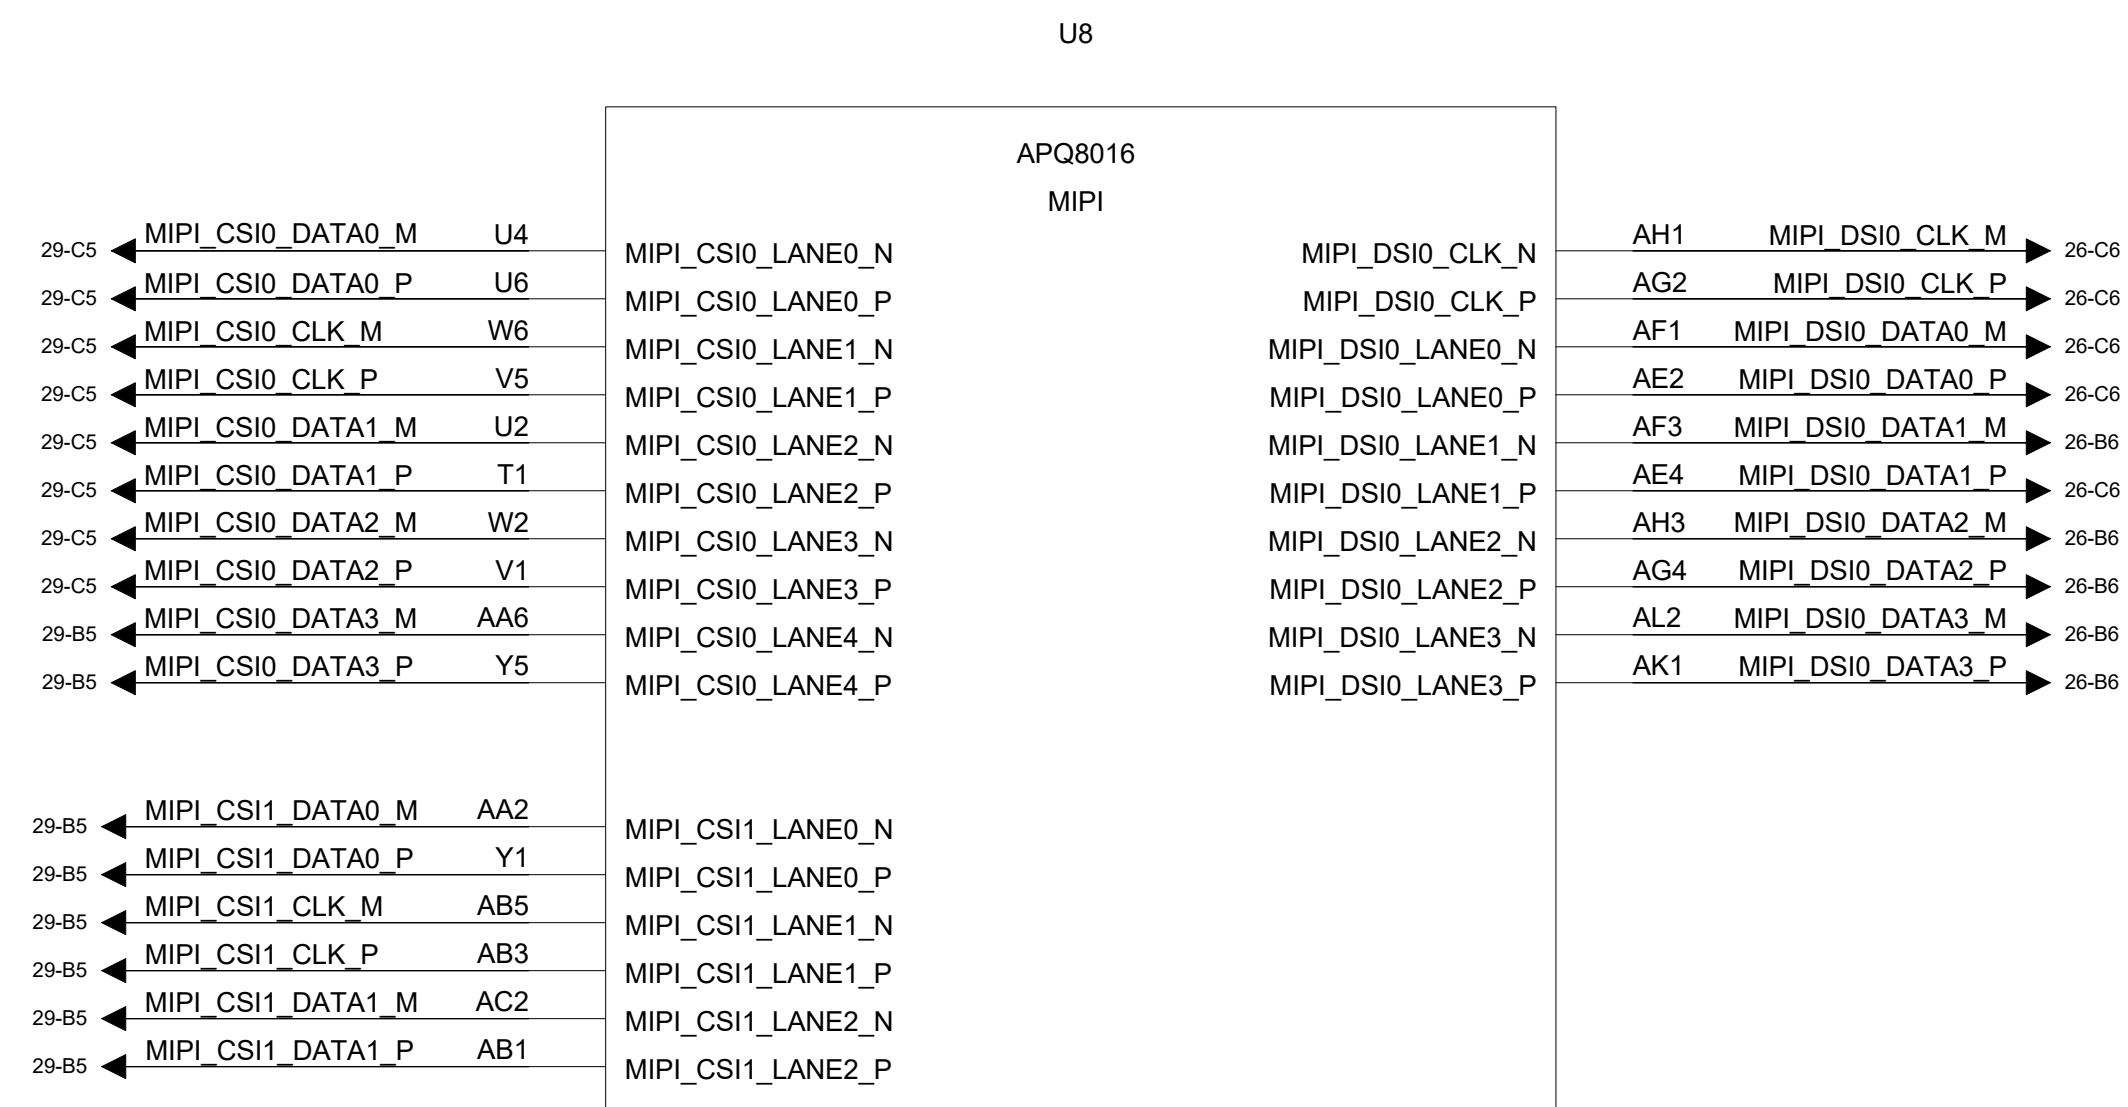 U8
APQ8016
MIPI
29-C5 MIPI_CSI0_DATA0_M U4 MIPI_CSI0_LANE0_N MIPI_DSI0_CLK_N AH1 MIPI_DSI0_CLK_M 26-C6
29-C5 MIPI_CSI0_DATA0_P U6 MIPI_CSI0_LANE0_P MIPI_DSI0_CLK_P AG2 MIPI_DSI0_CLK_P 26-C6
29-C5 MIPI_CSI0_CLK_M W6 MIPI_CSI0_LANE1_N MIPI_DSI0_LANE0_N AF1 MIPI_DSI0_DATA0_M 26-C6
29-C5 MIPI_CSI0_CLK_P V5 MIPI_CSI0_LANE1_P MIPI_DSI0_LANE0_P AE2 MIPI_DSI0_DATA0_P 26-C6
29-C5 MIPI_CSI0_DATA1_M U2 MIPI_CSI0_LANE2_N MIPI_DSI0_LANE1_N AF3 MIPI_DSI0_DATA1_M 26-B6
29-C5 MIPI_CSI0_DATA1_P T1 MIPI_CSI0_LANE2_P MIPI_DSI0_LANE1_P AE4 MIPI_DSI0_DATA1_P 26-C6
29-C5 MIPI_CSI0_DATA2_M W2 MIPI_CSI0_LANE3_N MIPI_DSI0_LANE2_N AH3 MIPI_DSI0_DATA2_M 26-B6
29-C5 MIPI_CSI0_DATA2_P V1 MIPI_CSI0_LANE3_P MIPI_DSI0_LANE2_P AG4 MIPI_DSI0_DATA2_P 26-B6
29-B5 MIPI_CSI0_DATA3_M AA6 MIPI_CSI0_LANE4_N MIPI_DSI0_LANE3_N AL2 MIPI_DSI0_DATA3_M 26-B6
29-B5 MIPI_CSI0_DATA3_P Y5 MIPI_CSI0_LANE4_P MIPI_DSI0_LANE3_P AK1 MIPI_DSI0_DATA3_P 26-B6
29-B5 MIPI_CSI1_DATA0_M AA2 MIPI_CSI1_LANE0_N
29-B5 MIPI_CSI1_DATA0_P Y1 MIPI_CSI1_LANE0_P
29-B5 MIPI_CSI1_CLK_M AB5 MIPI_CSI1_LANE1_N
29-B5 MIPI_CSI1_CLK_P AB3 MIPI_CSI1_LANE1_P
29-B5 MIPI_CSI1_DATA1_M AC2 MIPI_CSI1_LANE2_N
29-B5 MIPI_CSI1_DATA1_P AB1 MIPI_CSI1_LANE2_P